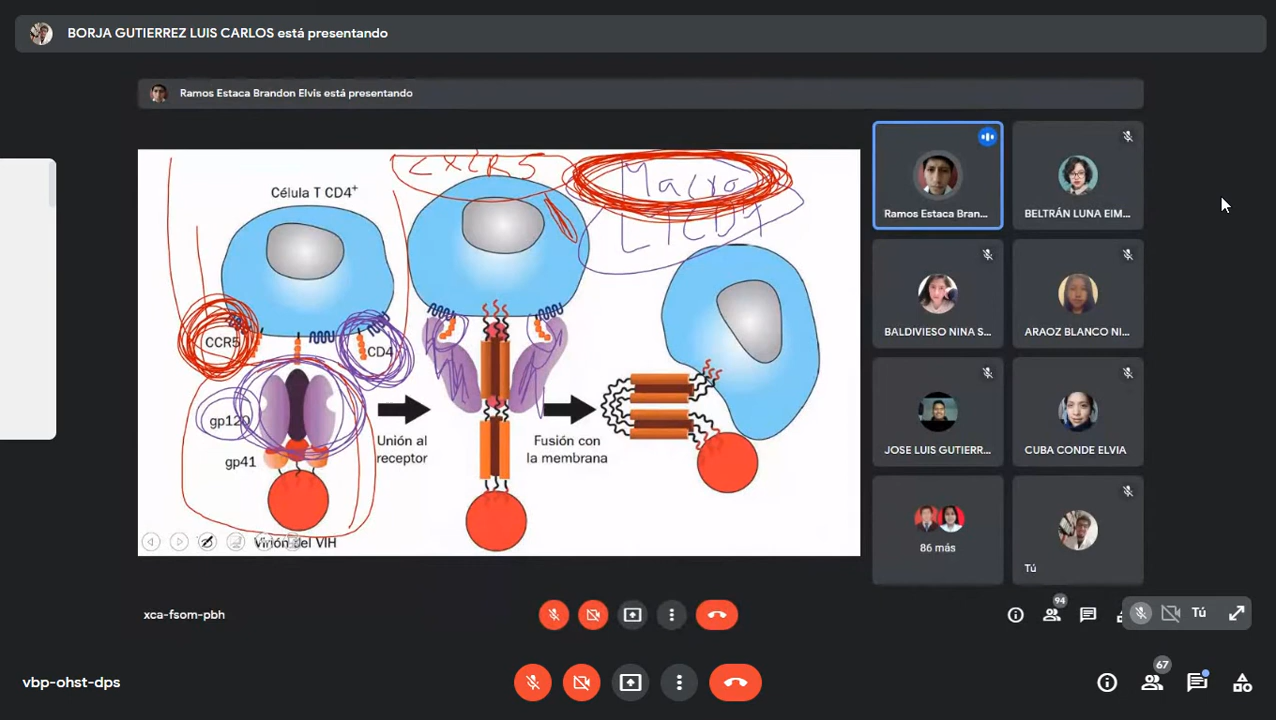 BORJA GUTIERREZ LUIS CARLOS está presentando
Ramos Estaca Brandon Elvis está presentando
CXCR5
Macro
LTCD4
Célula T CD4+
CCR5
CD4
gp120
gp41
Unión al
receptor
Fusión con
la membrana
Virión del VIH
Ramos Estaca Bran...
BELTRÁN LUNA EIM...
BALDIVIESO NINA S...
ARAOZ BLANCO NI...
JOSE LUIS GUTIERR...
CUBA CONDE ELVIA
86 más
Tú
xca-fsom-pbh
94
Tú
vbp-ohst-dps
67